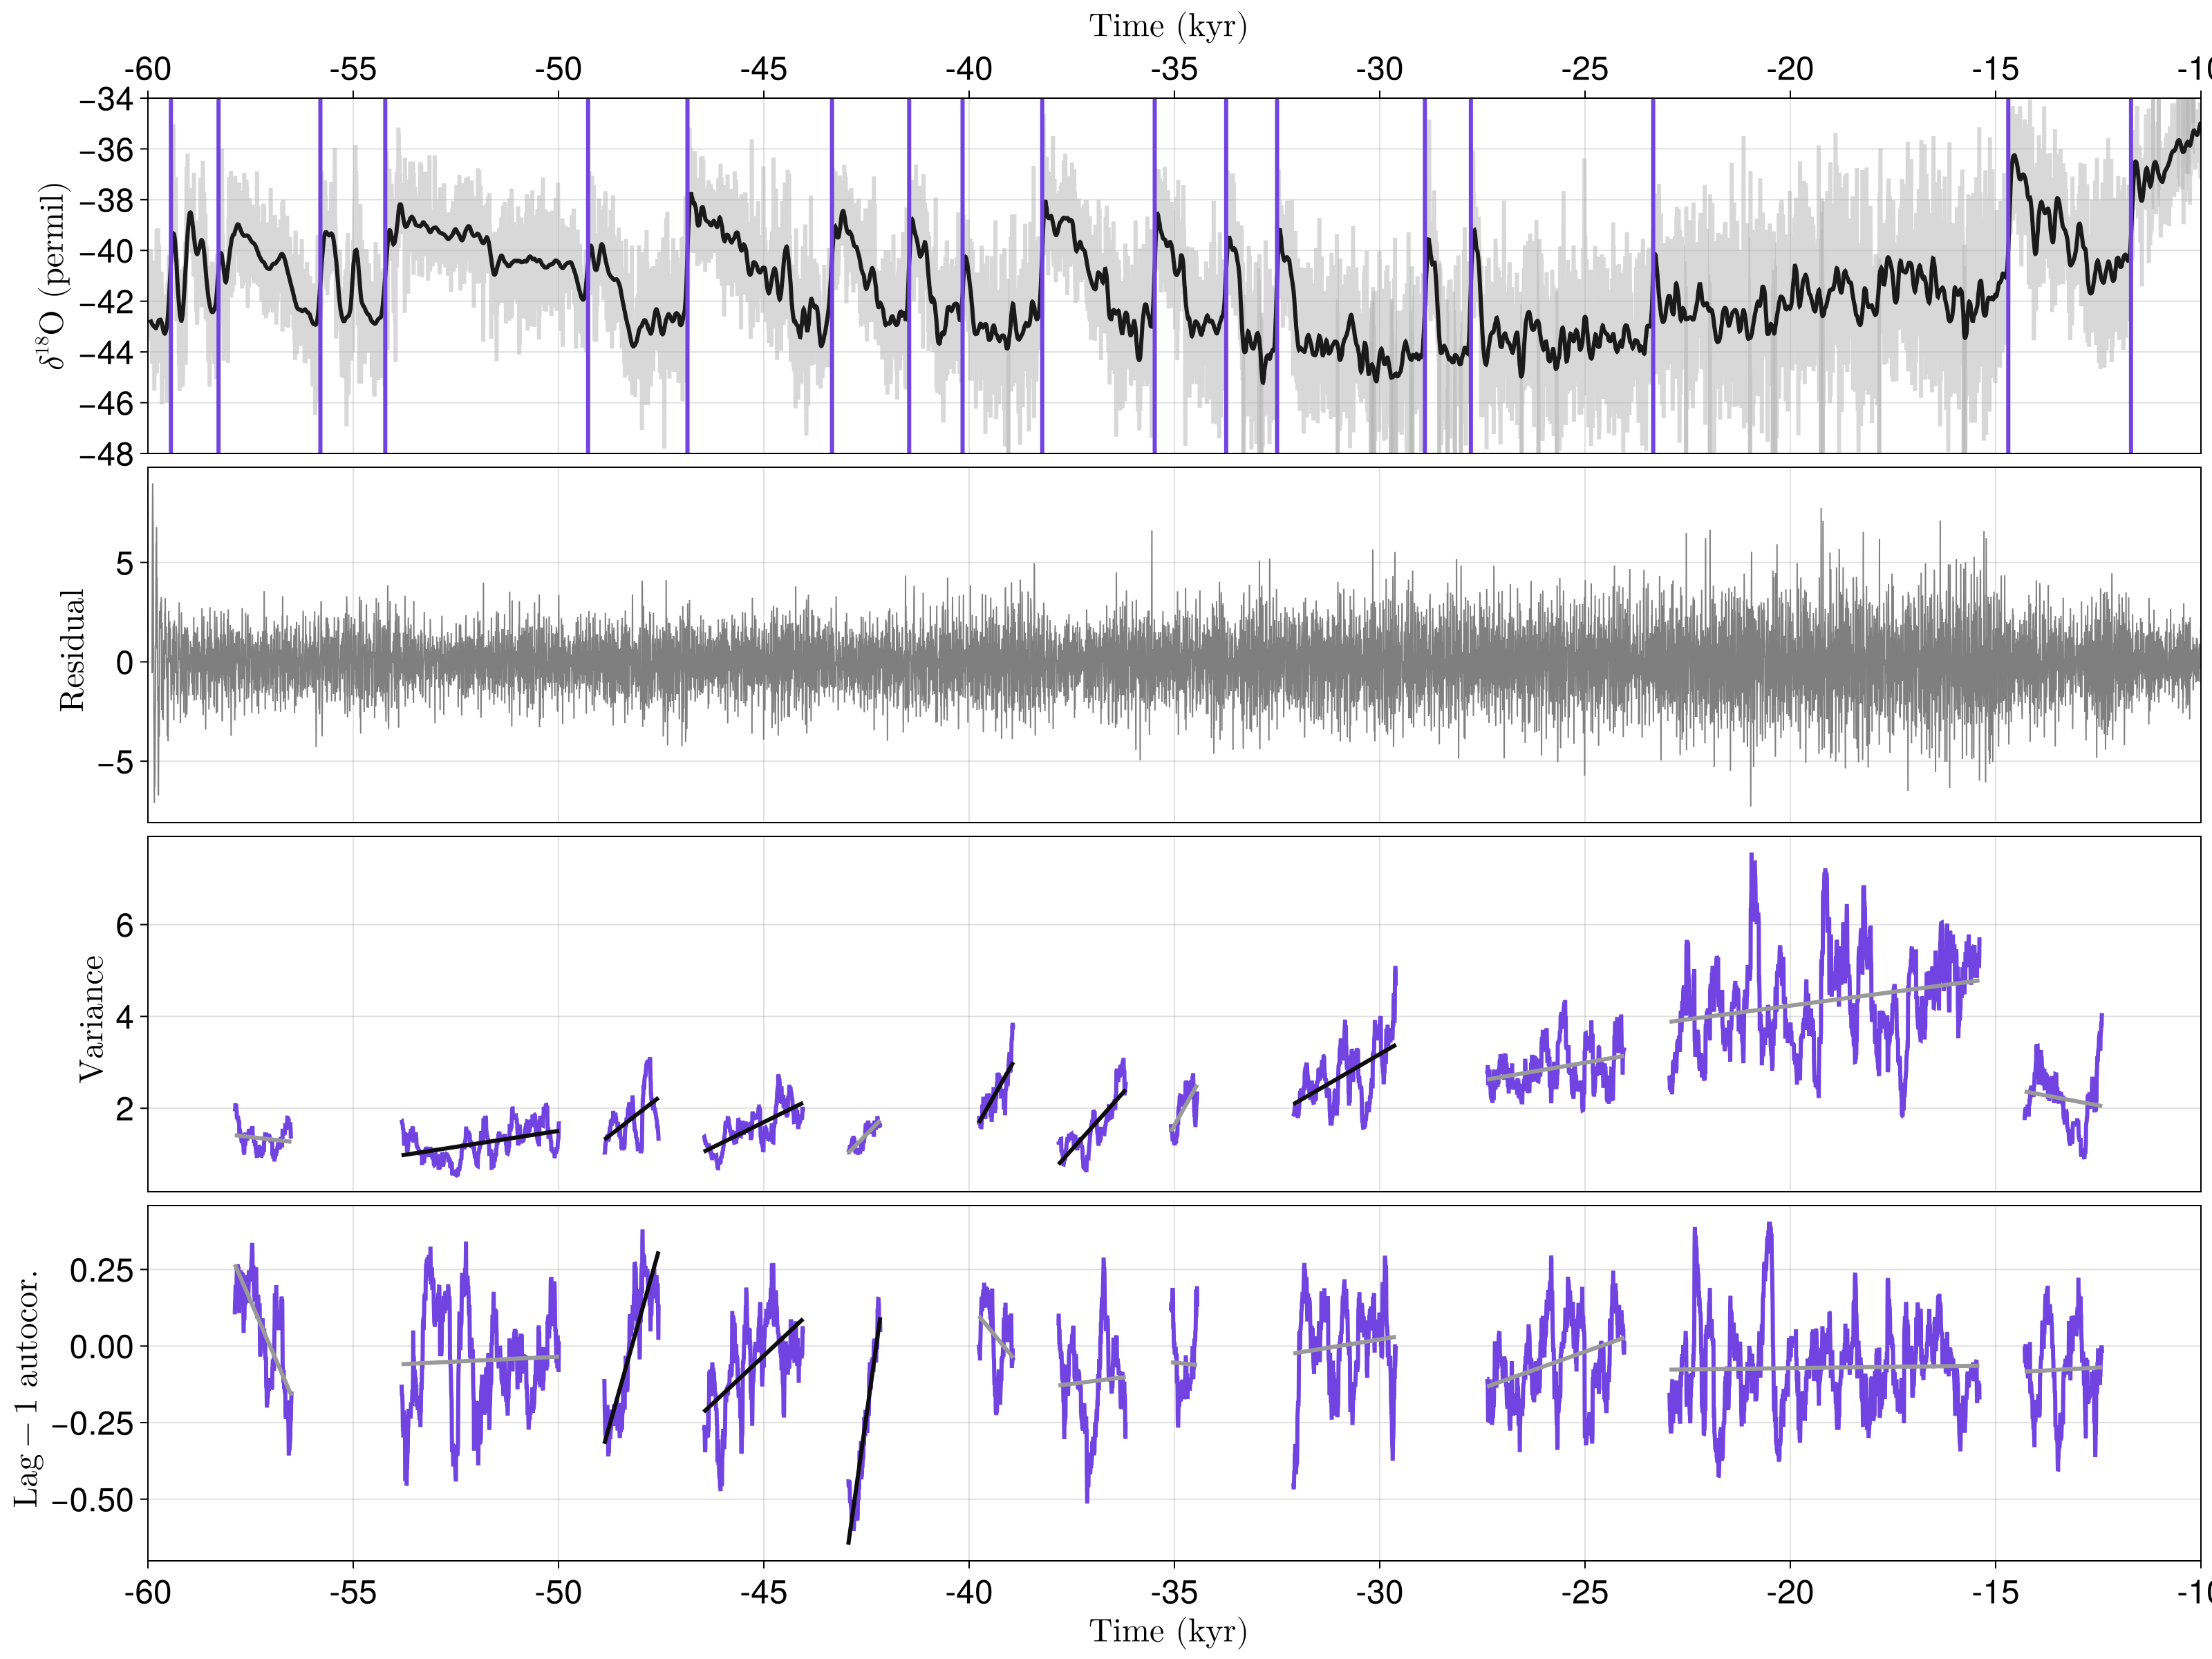 Time (kyr)
-60 -55 -50 -45 -40 -35 -30 -25 -20 -15 -10
δ¹⁸O (permil)
−34
−36
−38
−40
−42
−44
−46
−48
Residual
5
0
−5
Variance
6
4
2
Lag − 1 autocor.
0.25
0.00
−0.25
−0.50
-60 -55 -50 -45 -40 -35 -30 -25 -20 -15 -10
Time (kyr)